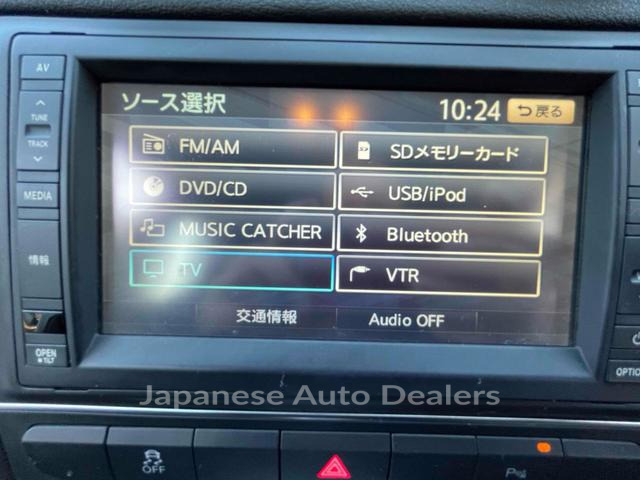 AV
TUNE
TRACK
MEDIA
情報
OPEN
TILT
ソース選択
10:24
戻る
FM/AM
SDメモリーカード
DVD/CD
USB/iPod
MUSIC CATCHER
Bluetooth
TV
VTR
交通情報
Audio OFF
OPTIO
Japanese Auto Dealers
OFF